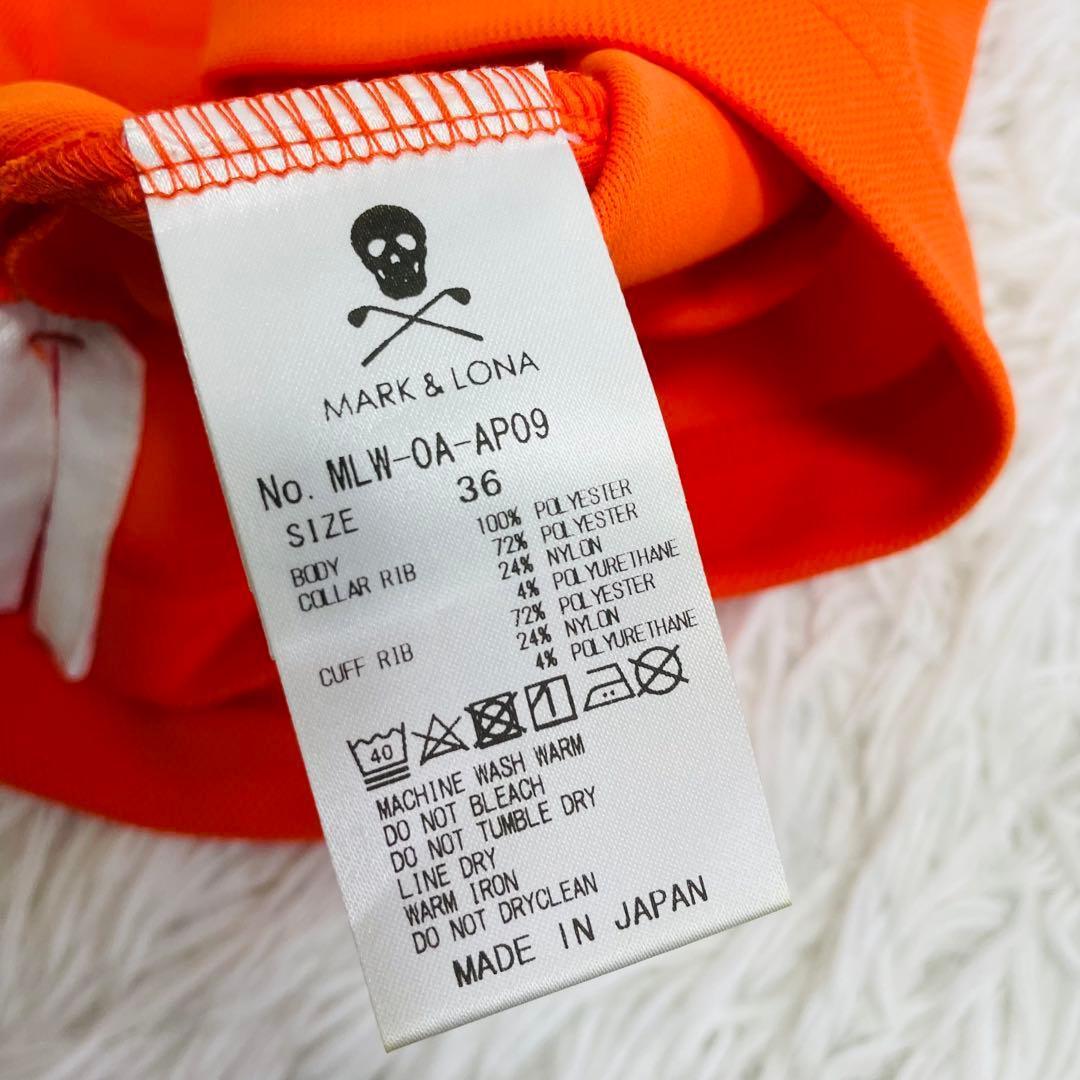 MARK & LONA
No. MLW-0A-AP09
SIZE 36
BODY 100% POLYESTER
COLLAR RIB 72% POLYESTER
24% NYLON
4% POLYURETHANE
CUFF RIB 72% POLYESTER
24% NYLON
4% POLYURETHANE
40
MACHINE WASH WARM
DO NOT BLEACH
DO NOT TUMBLE DRY
LINE DRY
WARM IRON
DO NOT DRYCLEAN
MADE IN JAPAN